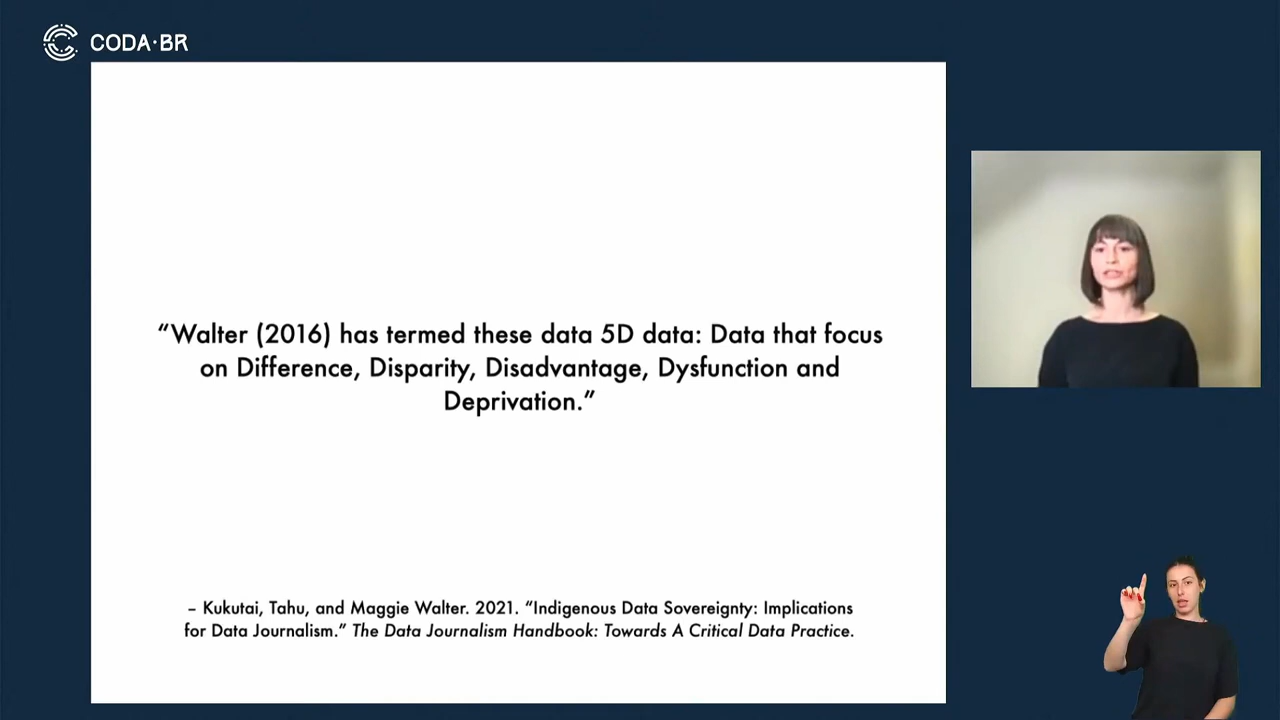 CODA·BR
“Walter (2016) has termed these data 5D data: Data that focus
on Difference, Disparity, Disadvantage, Dysfunction and
Deprivation.”
– Kukutai, Tahu, and Maggie Walter. 2021. “Indigenous Data Sovereignty: Implications
for Data Journalism.” The Data Journalism Handbook: Towards A Critical Data Practice.